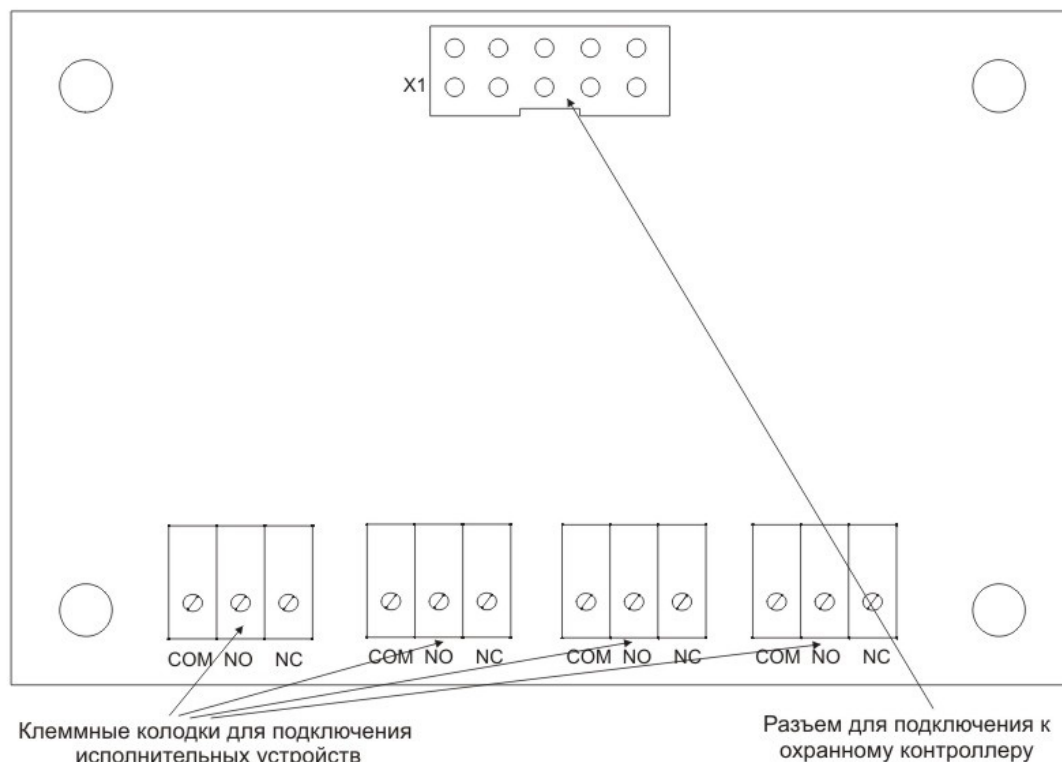 X1
COM NO NC COM NO NC COM NO NC COM NO NC
Клеммные колодки для подключения
исполнительных устройств
Разъем для подключения к
охранному контроллеру